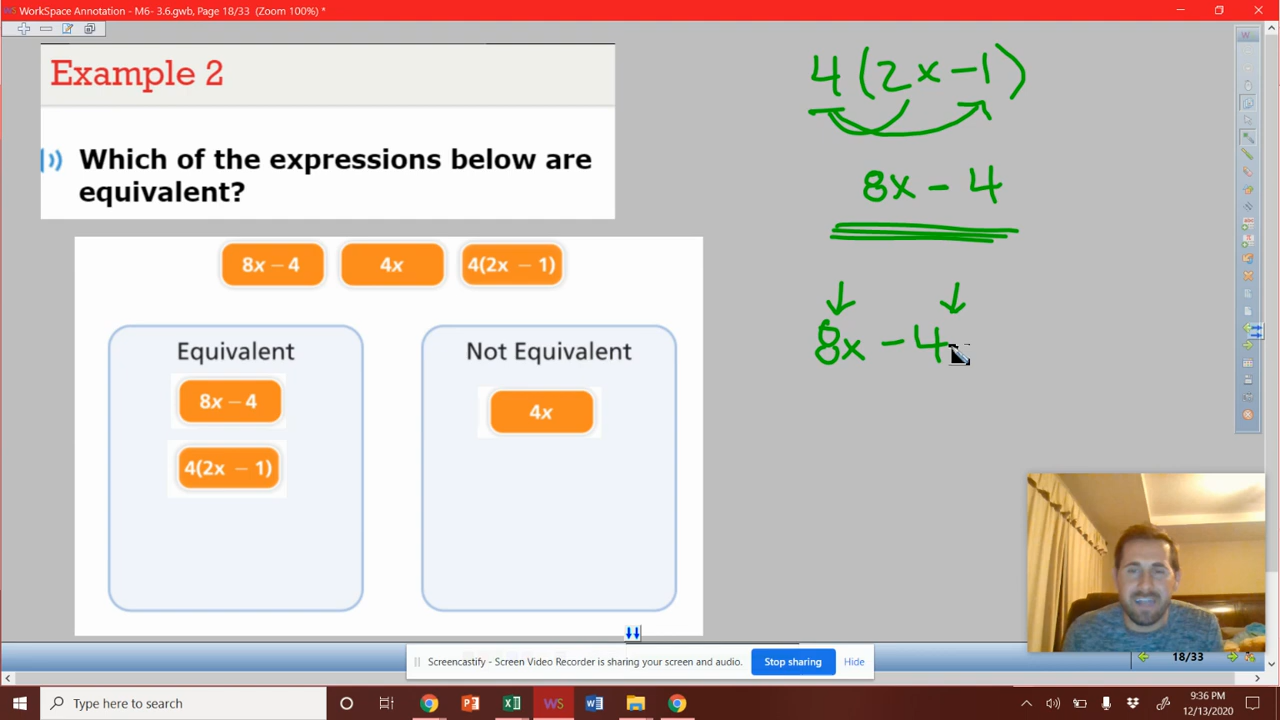 WorkSpace Annotation - M6- 3.6.gwb, Page 18/33 (Zoom 100%) *
Example 2
Which of the expressions below are
equivalent?
8x – 4 4x 4(2x – 1)
Equivalent
8x – 4
4(2x – 1)
Not Equivalent
4x
4(2x-1)
8x - 4
8x - 4
Screencastify - Screen Video Recorder is sharing your screen and audio. Stop sharing Hide
18/33
Type here to search
9:36 PM
12/13/2020